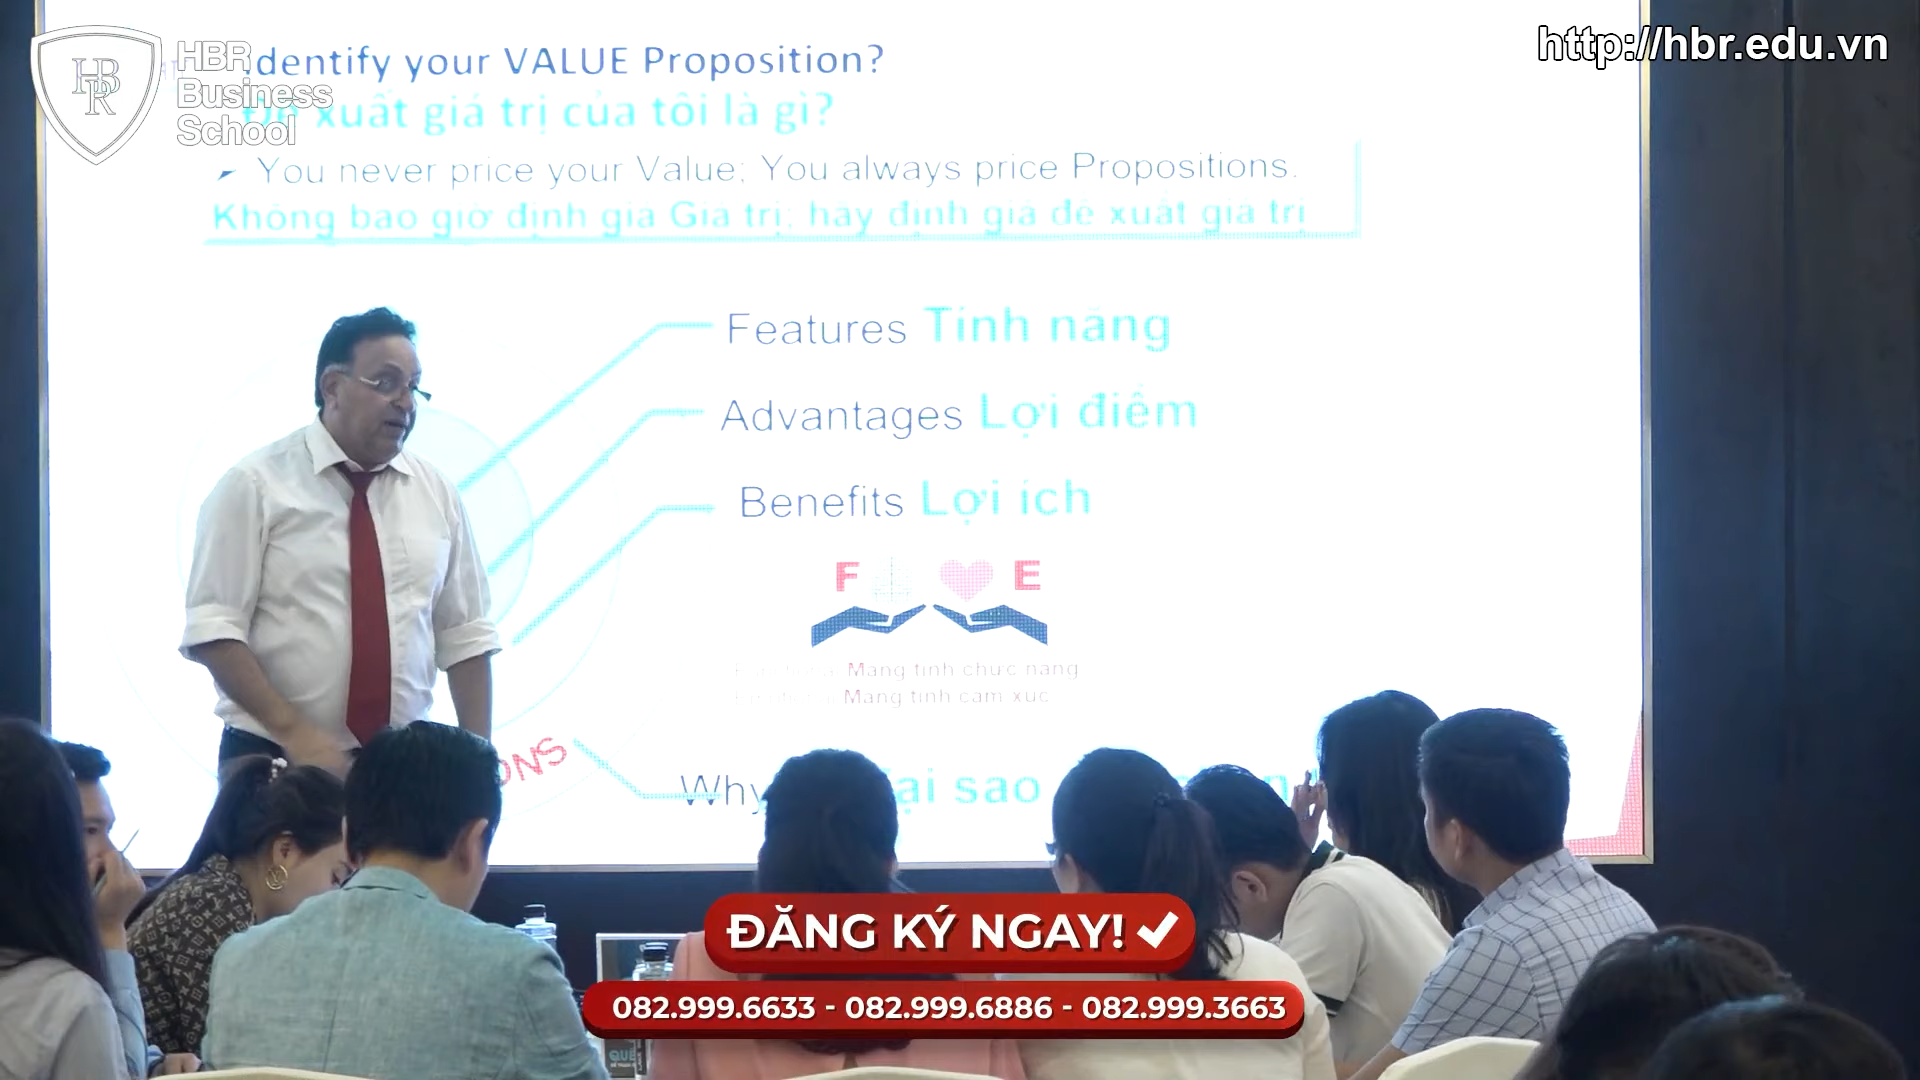 http://hbr.edu.vn
HBR
Business
School
HBR
dentify your VALUE Proposition?
xuất giá trị của tôi là gì?
➤ You never price your Value; You always price Propositions.
Không bao giờ định giá Giá trị; hãy định giá đề xuất giá trị
Features Tính năng
Advantages Lợi điểm
Benefits Lợi ích
F E
Mang tính chức năng
Mang tính cảm xúc
ONS
Why ại sao
ĐĂNG KÝ NGAY!
082.999.6633 - 082.999.6886 - 082.999.3663
QUE